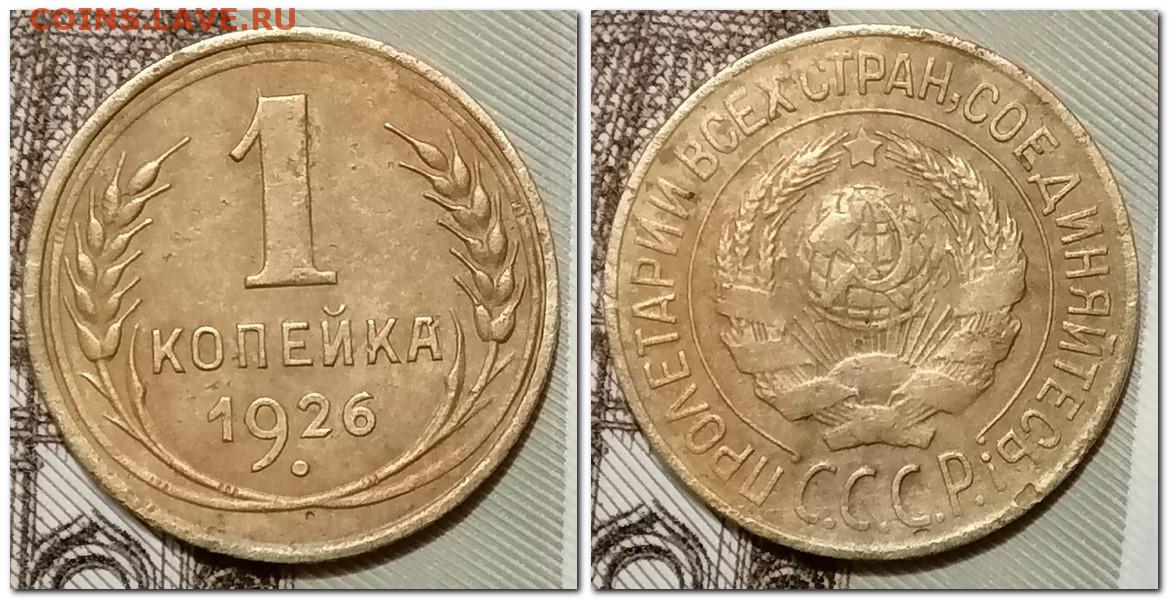 COINS.LAVE.RU
1
КОПЕЙКА
1926
ПРОЛЕТАРИИ ВСЕХ СТРАН, СОЕДИНЯЙТЕСЬ!
С.С.С.Р.